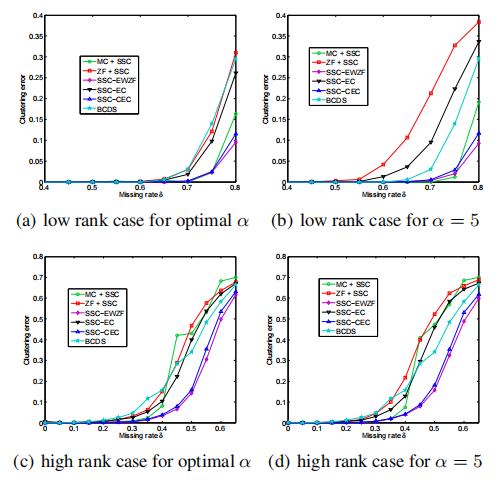 0.4
0.35
0.3
0.25
0.2
0.15
0.1
0.05
0.4 0.5 0.6 0.7 0.8
Clustering error
Missing rate δ
MC + SSC
ZF + SSC
SSC-EWZF
SSC-EC
SSC-CEC
BCDS
(a) low rank case for optimal α
0.4
0.35
0.3
0.25
0.2
0.15
0.1
0.05
0.4 0.5 0.6 0.7 0.8
Clustering error
Missing rate δ
MC + SSC
ZF + SSC
SSC-EWZF
SSC-EC
SSC-CEC
BCDS
(b) low rank case for α = 5
0.8
0.7
0.6
0.5
0.4
0.3
0.2
0.1
0
0 0.1 0.2 0.3 0.4 0.5 0.6
Clustering error
Missing rate δ
MC + SSC
ZF + SSC
SSC-EWZF
SSC-EC
SSC-CEC
BCDS
(c) high rank case for optimal α
0.8
0.7
0.6
0.5
0.4
0.3
0.2
0.1
0
0 0.1 0.2 0.3 0.4 0.5 0.6
Clustering error
Missing rate δ
MC + SSC
ZF + SSC
SSC-EWZF
SSC-EC
SSC-CEC
BCDS
(d) high rank case for α = 5